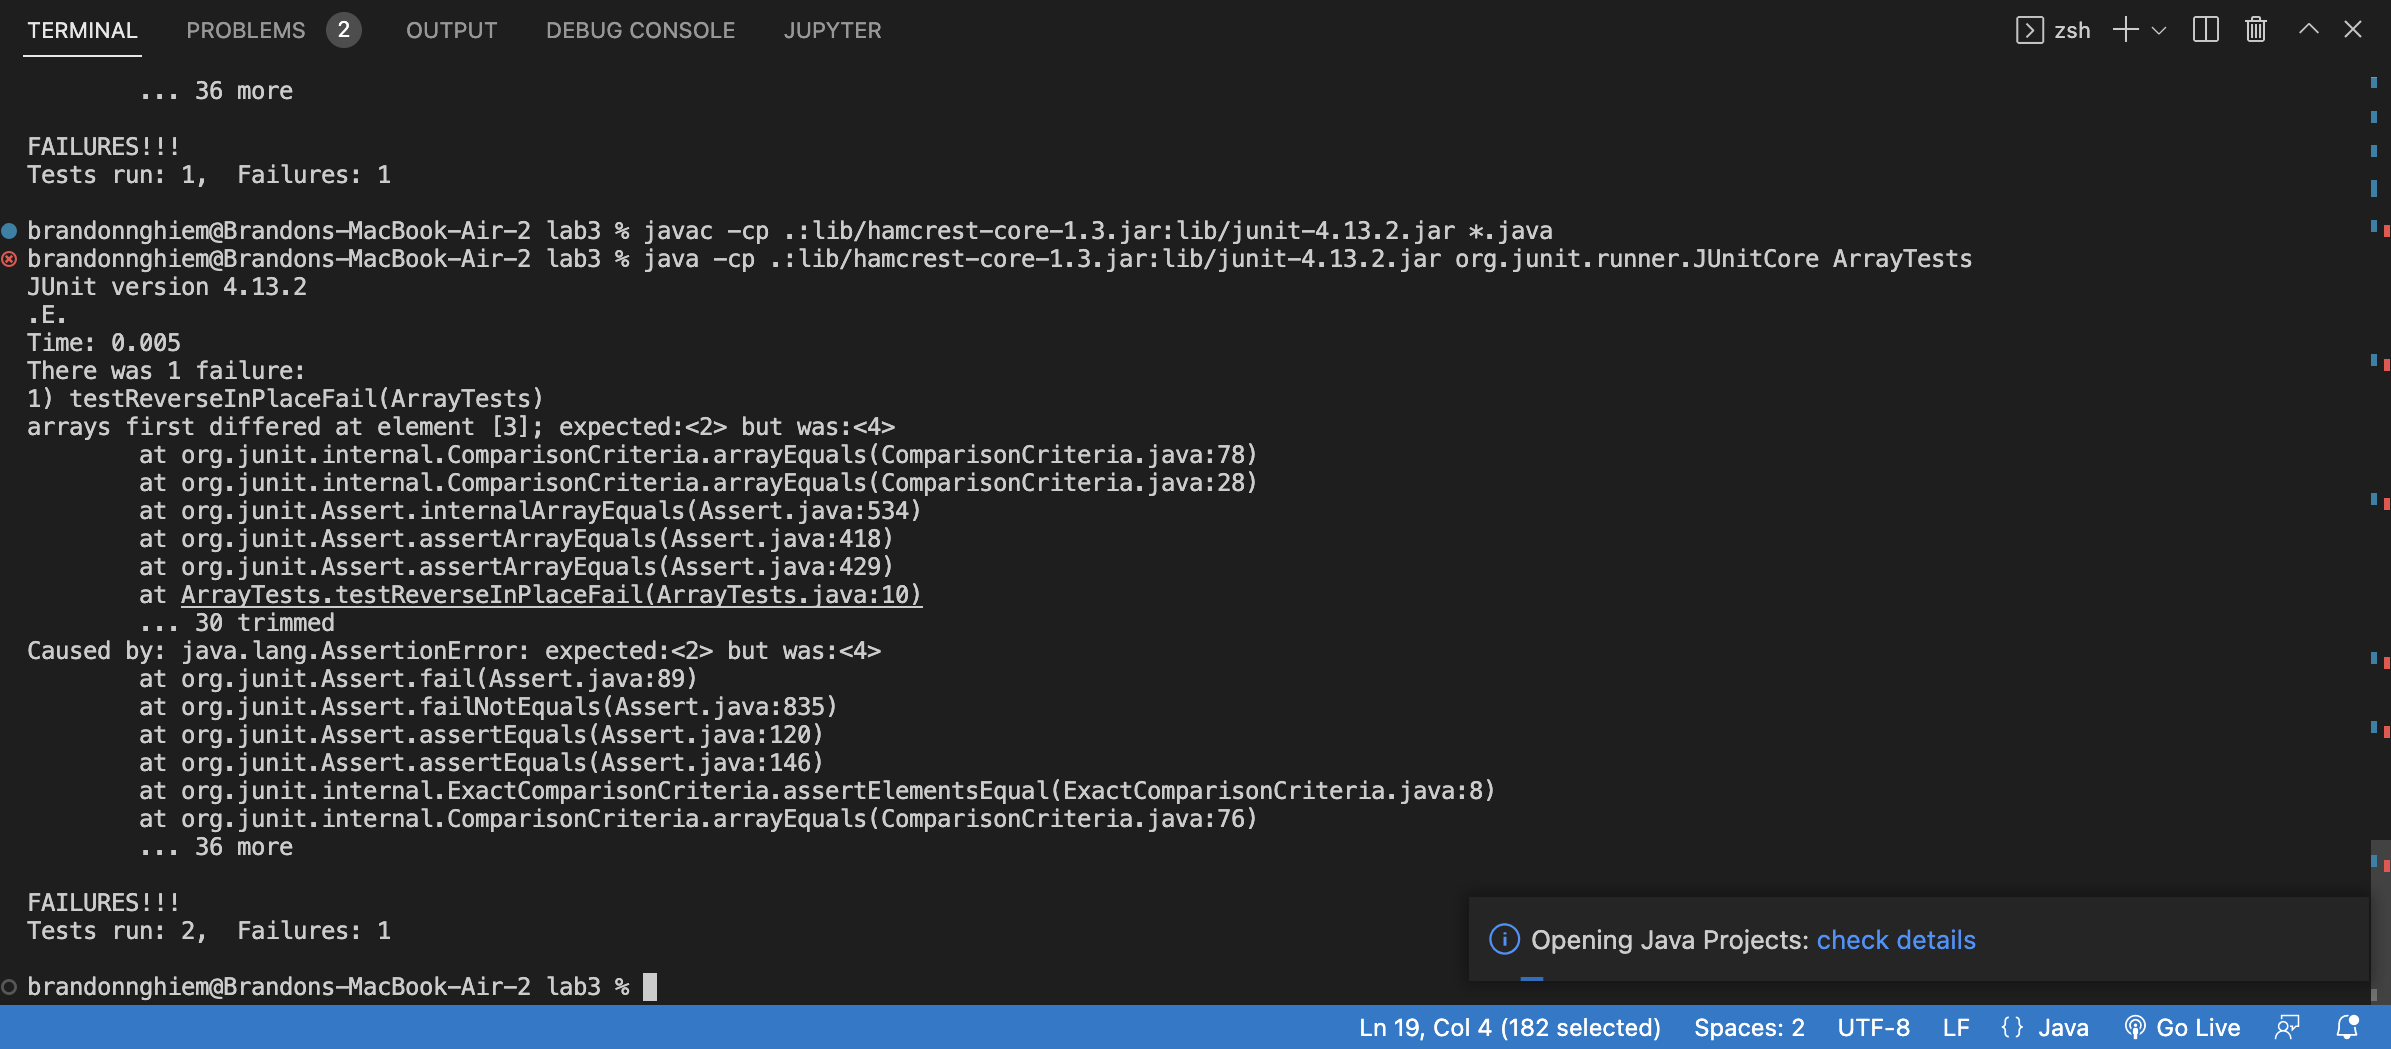 TERMINAL PROBLEMS 2 OUTPUT DEBUG CONSOLE JUPYTER zsh
... 36 more
FAILURES!!!
Tests run: 1,  Failures: 1
brandonnghiem@Brandons-MacBook-Air-2 lab3 % javac -cp .:lib/hamcrest-core-1.3.jar:lib/junit-4.13.2.jar *.java
brandonnghiem@Brandons-MacBook-Air-2 lab3 % java -cp .:lib/hamcrest-core-1.3.jar:lib/junit-4.13.2.jar org.junit.runner.JUnitCore ArrayTests
JUnit version 4.13.2
.E.
Time: 0.005
There was 1 failure:
1) testReverseInPlaceFail(ArrayTests)
arrays first differed at element [3]; expected:<2> but was:<4>
at org.junit.internal.ComparisonCriteria.arrayEquals(ComparisonCriteria.java:78)
at org.junit.internal.ComparisonCriteria.arrayEquals(ComparisonCriteria.java:28)
at org.junit.Assert.internalArrayEquals(Assert.java:534)
at org.junit.Assert.assertArrayEquals(Assert.java:418)
at org.junit.Assert.assertArrayEquals(Assert.java:429)
at ArrayTests.testReverseInPlaceFail(ArrayTests.java:10)
... 30 trimmed
Caused by: java.lang.AssertionError: expected:<2> but was:<4>
at org.junit.Assert.fail(Assert.java:89)
at org.junit.Assert.failNotEquals(Assert.java:835)
at org.junit.Assert.assertEquals(Assert.java:120)
at org.junit.Assert.assertEquals(Assert.java:146)
at org.junit.internal.ExactComparisonCriteria.assertElementsEqual(ExactComparisonCriteria.java:8)
at org.junit.internal.ComparisonCriteria.arrayEquals(ComparisonCriteria.java:76)
... 36 more
FAILURES!!!
Tests run: 2,  Failures: 1
Opening Java Projects: check details
brandonnghiem@Brandons-MacBook-Air-2 lab3 %
Ln 19, Col 4 (182 selected) Spaces: 2 UTF-8 LF {} Java Go Live